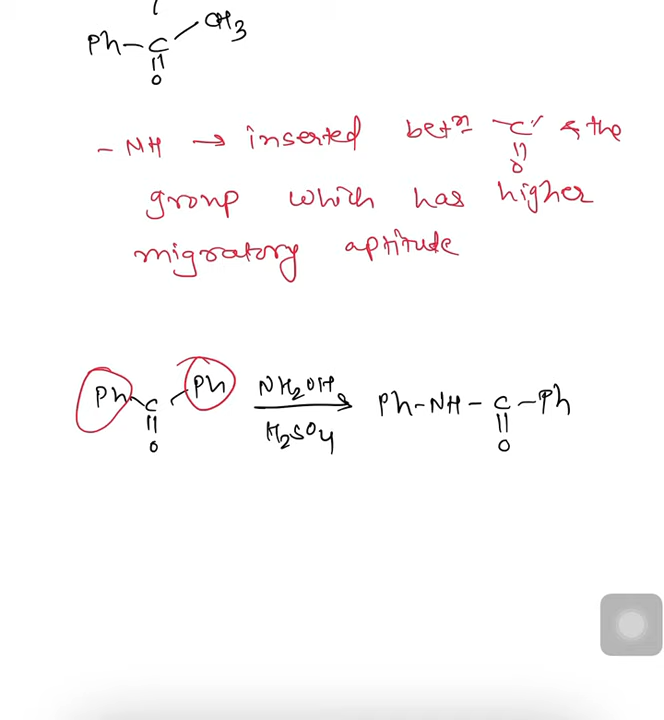 Ph-C-CH3
||
O
- NH → inserted betn -C- & the
||
O
group which has higher
migratory aptitude
Ph-C-Ph NH2OH, Ph-NH-C-Ph
|| H2SO4 ||
O O